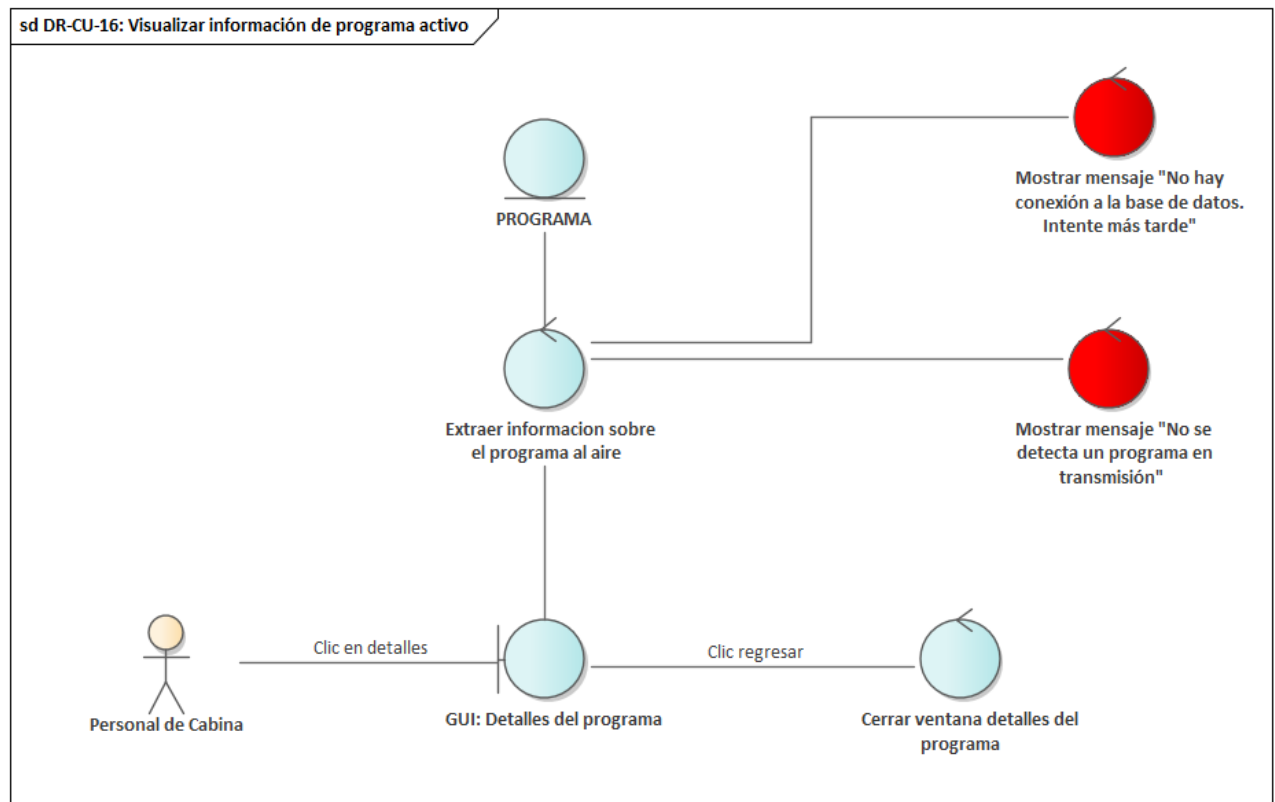 sd DR-CU-16: Visualizar información de programa activo
PROGRAMA
Mostrar mensaje "No hay
conexión a la base de datos.
Intente más tarde"
Extraer informacion sobre
el programa al aire
Mostrar mensaje "No se
detecta un programa en
transmisión"
Clic en detalles
Clic regresar
Personal de Cabina
GUI: Detalles del programa
Cerrar ventana detalles del
programa